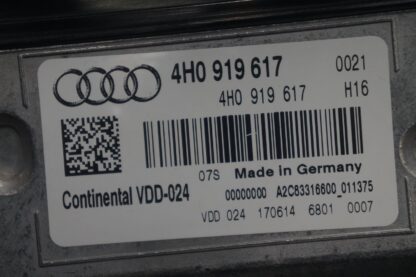 4H0 919 617 0021
4H0 919 617 H16
07S Made in Germany
Continental VDD-024 00000000 A2C83316600_011375
VDD 024 170614 6801 0007